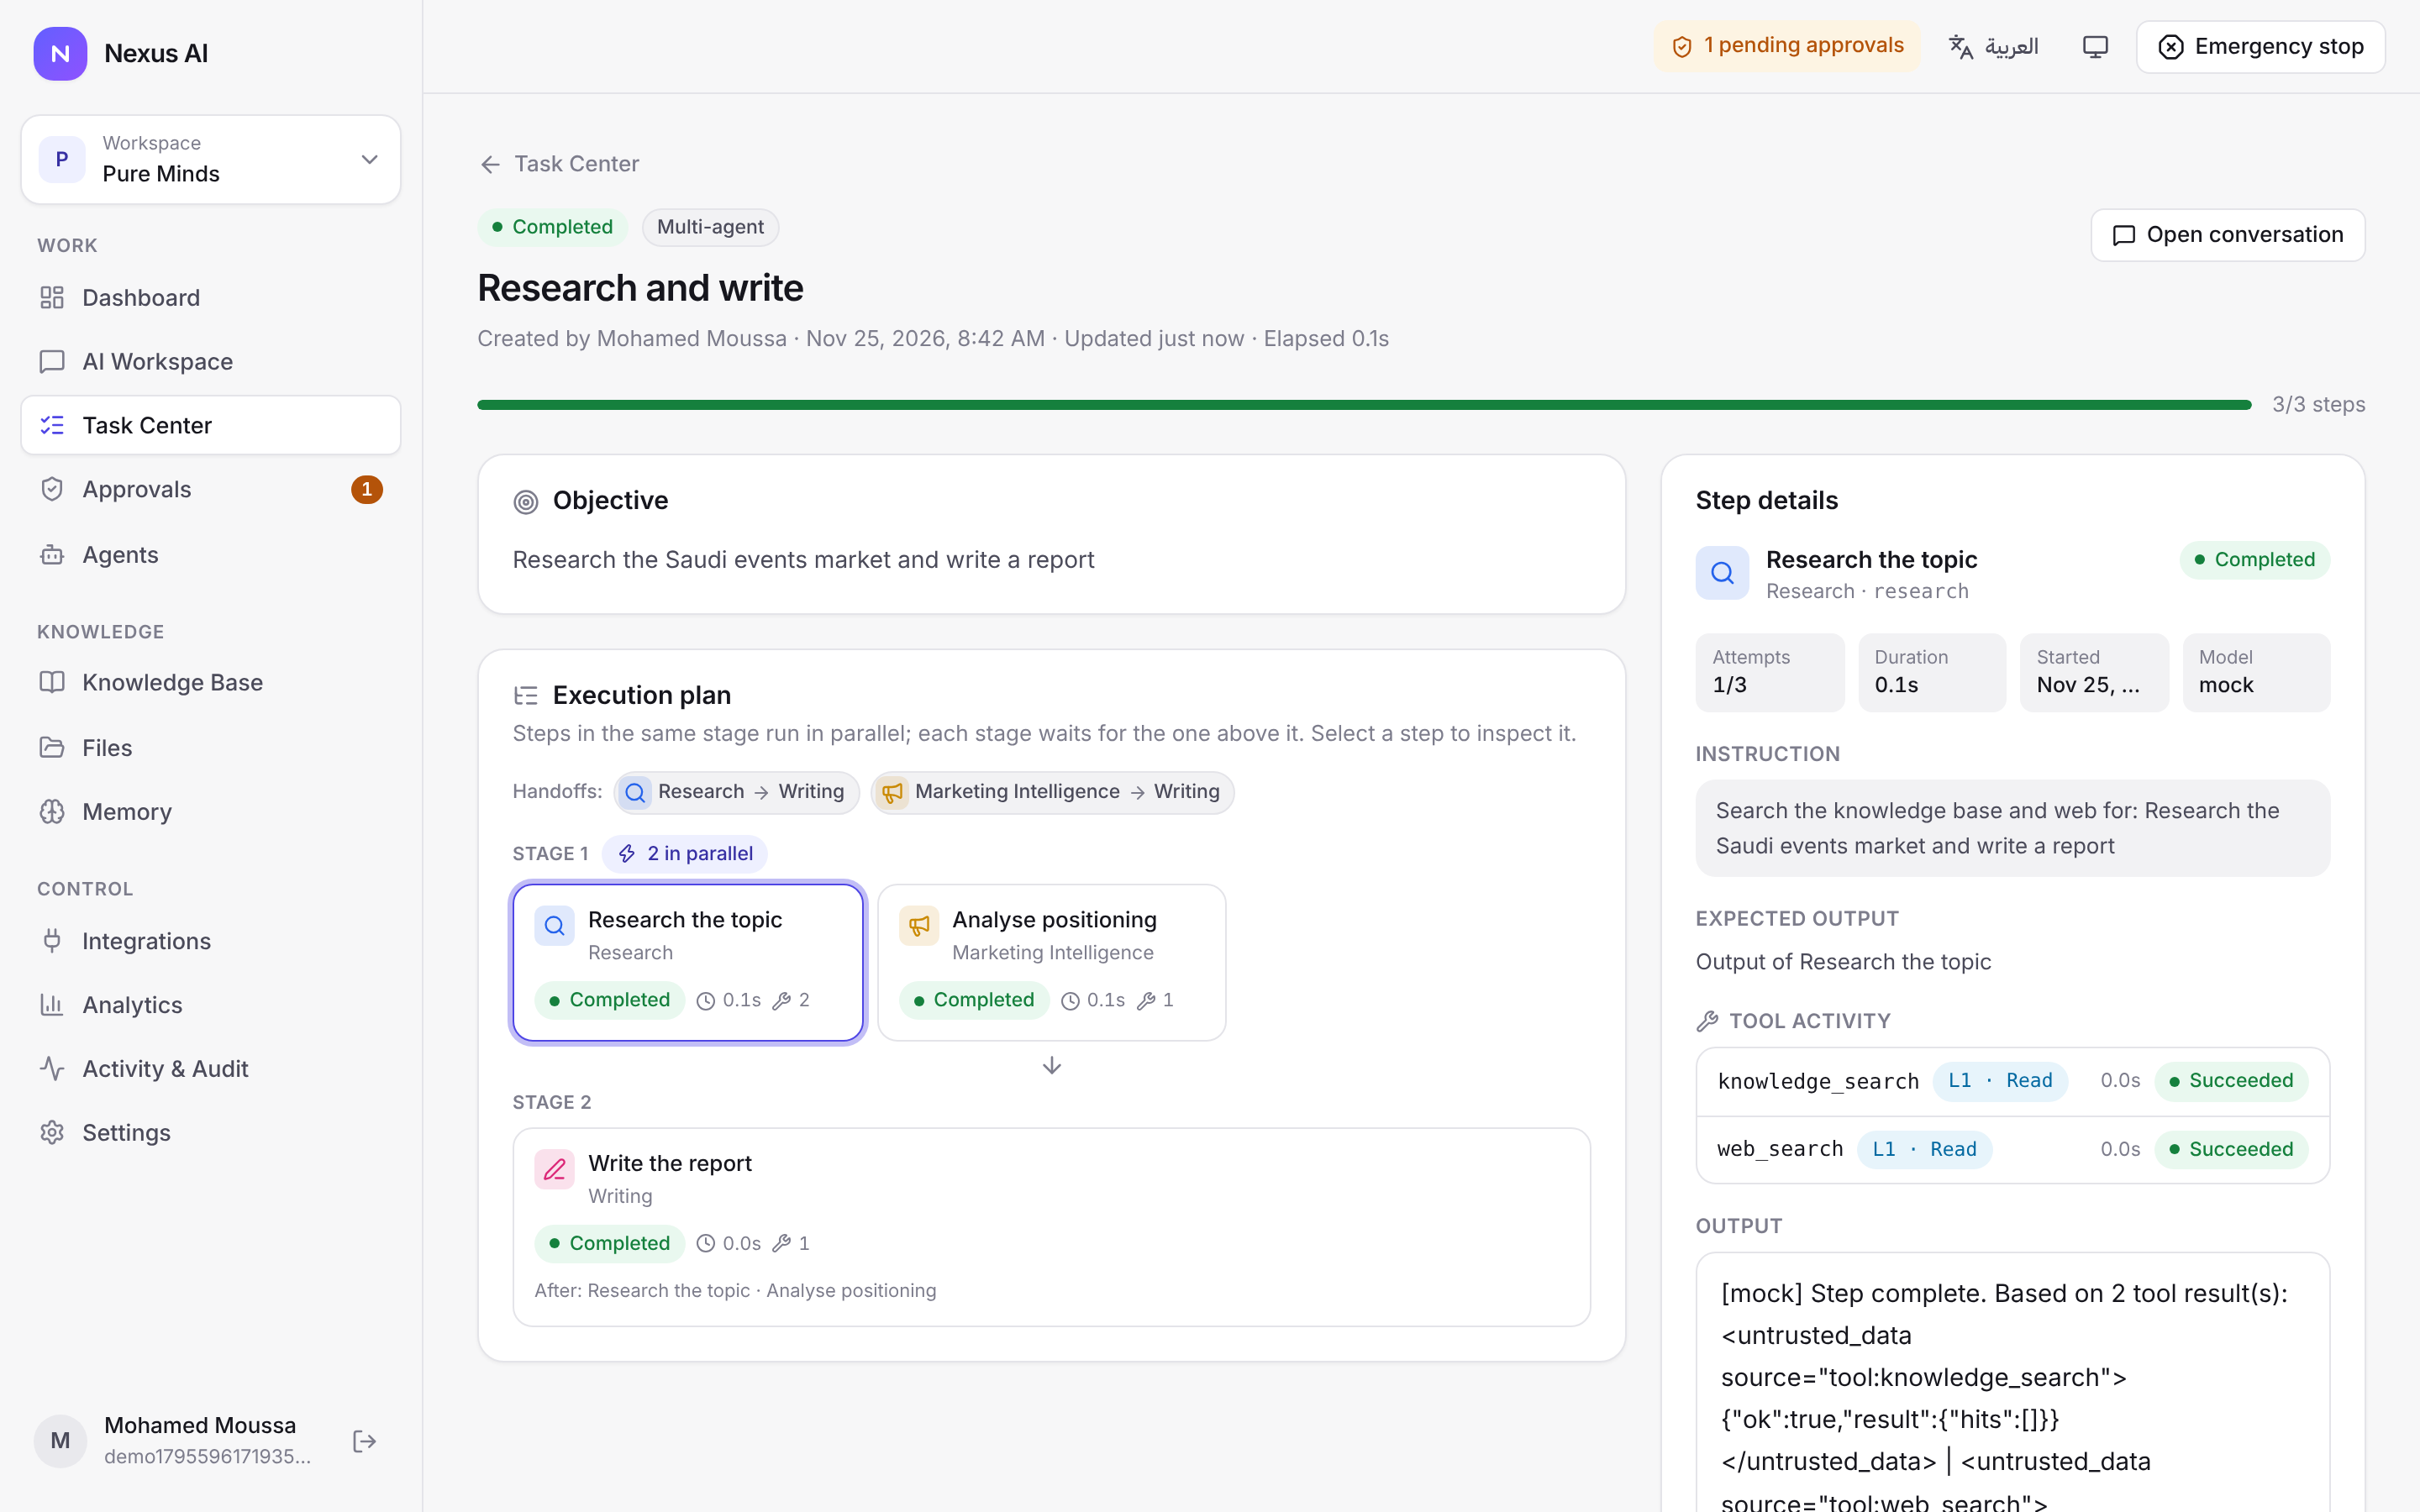 N
Nexus AI
P
Workspace
Pure Minds
WORK
Dashboard
AI Workspace
Task Center
Approvals
1
Agents
KNOWLEDGE
Knowledge Base
Files
Memory
CONTROL
Integrations
Analytics
Activity & Audit
Settings
M
Mohamed Moussa
demo1795596171935...
1 pending approvals
العربية
Emergency stop
Task Center
Completed
Multi-agent
Open conversation
Research and write
Created by Mohamed Moussa · Nov 25, 2026, 8:42 AM · Updated just now · Elapsed 0.1s
3/3 steps
Objective
Research the Saudi events market and write a report
Execution plan
Steps in the same stage run in parallel; each stage waits for the one above it. Select a step to inspect it.
Handoffs: Research → Writing Marketing Intelligence → Writing
STAGE 1 2 in parallel
Research the topic
Research
Completed 0.1s 2
Analyse positioning
Marketing Intelligence
Completed 0.1s 1
STAGE 2
Write the report
Writing
Completed 0.0s 1
After: Research the topic · Analyse positioning
Step details
Research the topic
Research · research
Completed
Attempts
1/3
Duration
0.1s
Started
Nov 25, ...
Model
mock
INSTRUCTION
Search the knowledge base and web for: Research the
Saudi events market and write a report
EXPECTED OUTPUT
Output of Research the topic
TOOL ACTIVITY
knowledge_search L1 · Read 0.0s Succeeded
web_search L1 · Read 0.0s Succeeded
OUTPUT
[mock] Step complete. Based on 2 tool result(s):
<untrusted_data
source="tool:knowledge_search">
{"ok":true,"result":{"hits":[]}}
</untrusted_data> | <untrusted_data
source="tool:web_search">